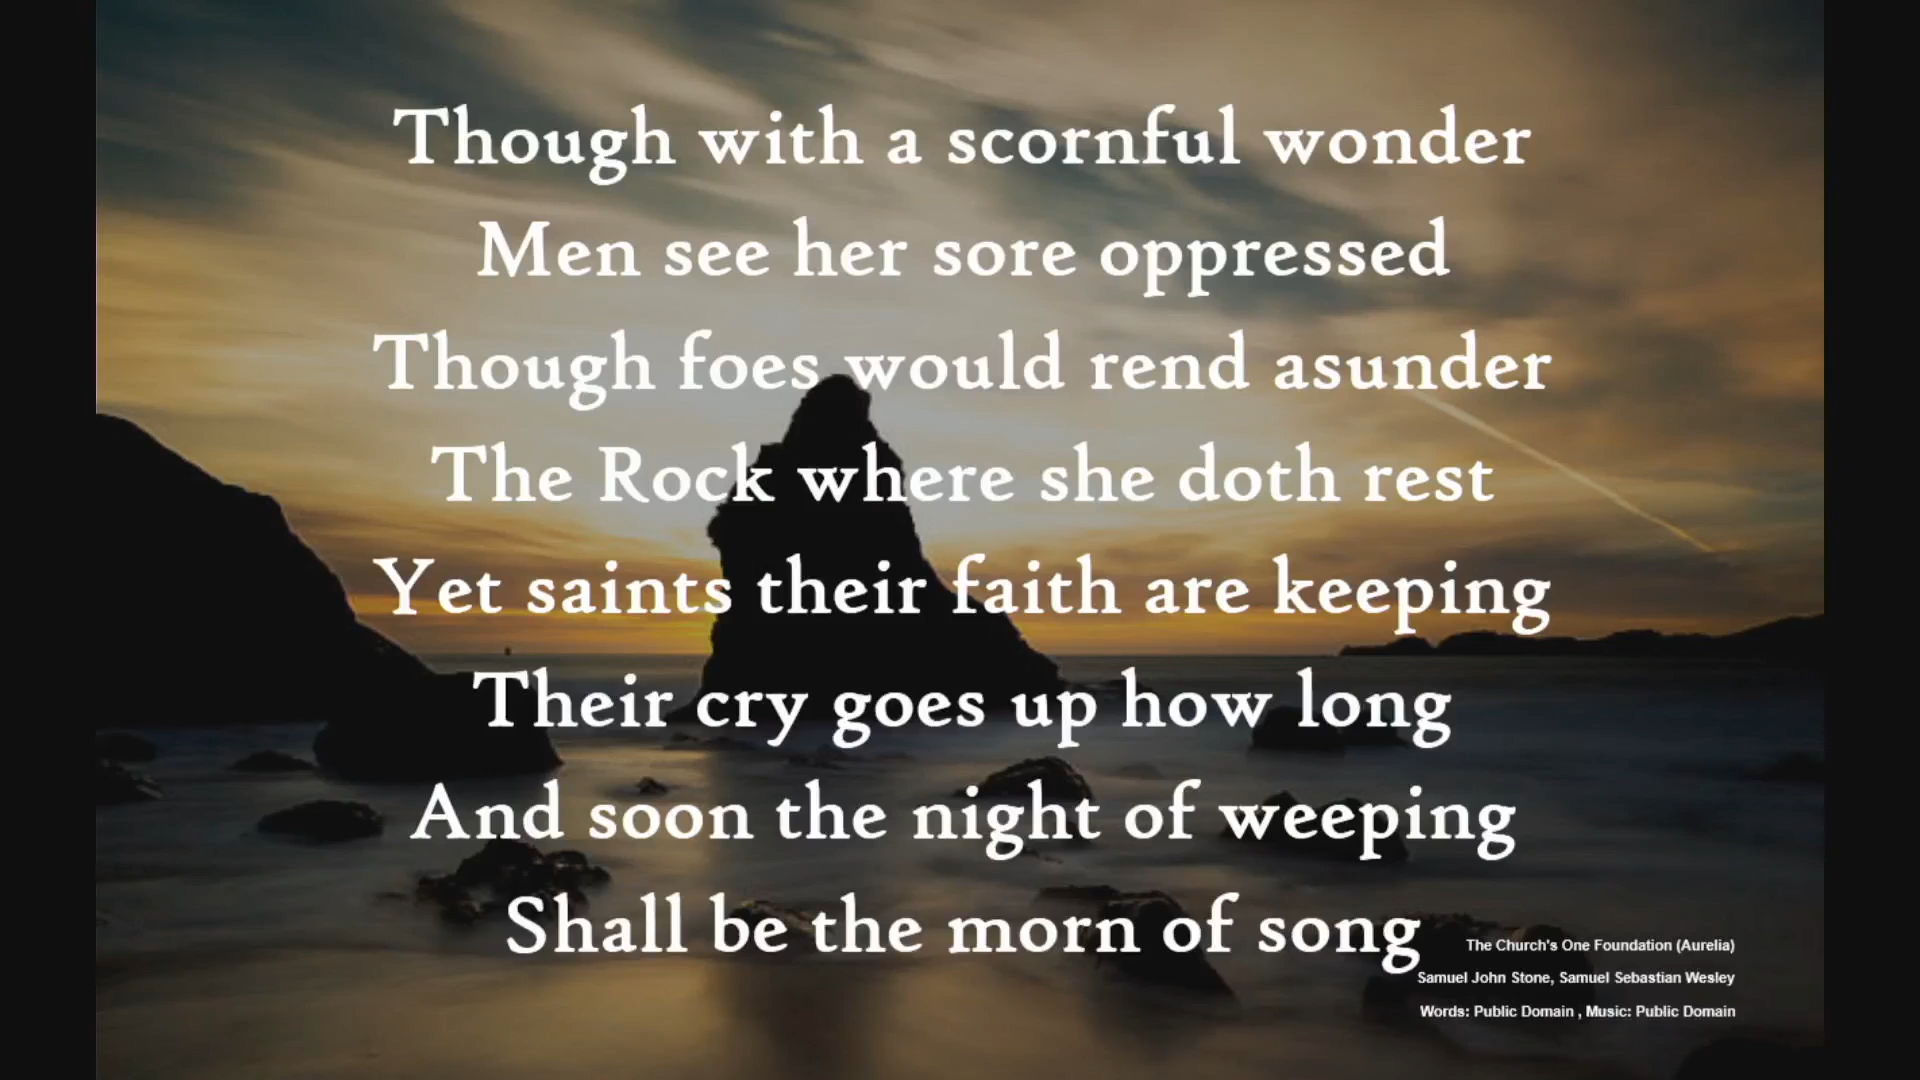 Though with a scornful wonder
Men see her sore oppressed
Though foes would rend asunder
The Rock where she doth rest
Yet saints their faith are keeping
Their cry goes up how long
And soon the night of weeping
Shall be the morn of song
The Church's One Foundation (Aurelia)
Samuel John Stone, Samuel Sebastian Wesley
Words: Public Domain , Music: Public Domain